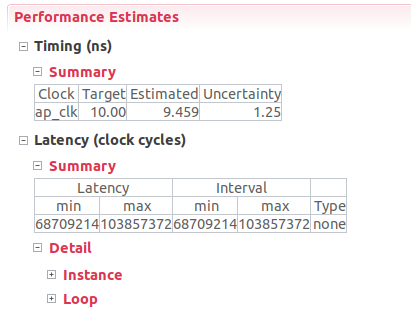 Performance Estimates
Timing (ns)
Summary
Clock Target Estimated Uncertainty
ap_clk 10.00 9.459 1.25
Latency (clock cycles)
Summary
Latency Interval
min max min max Type
68709214 103857372 68709214 103857372 none
Detail
Instance
Loop